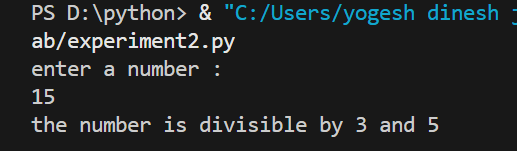 PS D:\python> & "C:/Users/yogesh dinesh
ab/experiment2.py
enter a number :
15
the number is divisible by 3 and 5